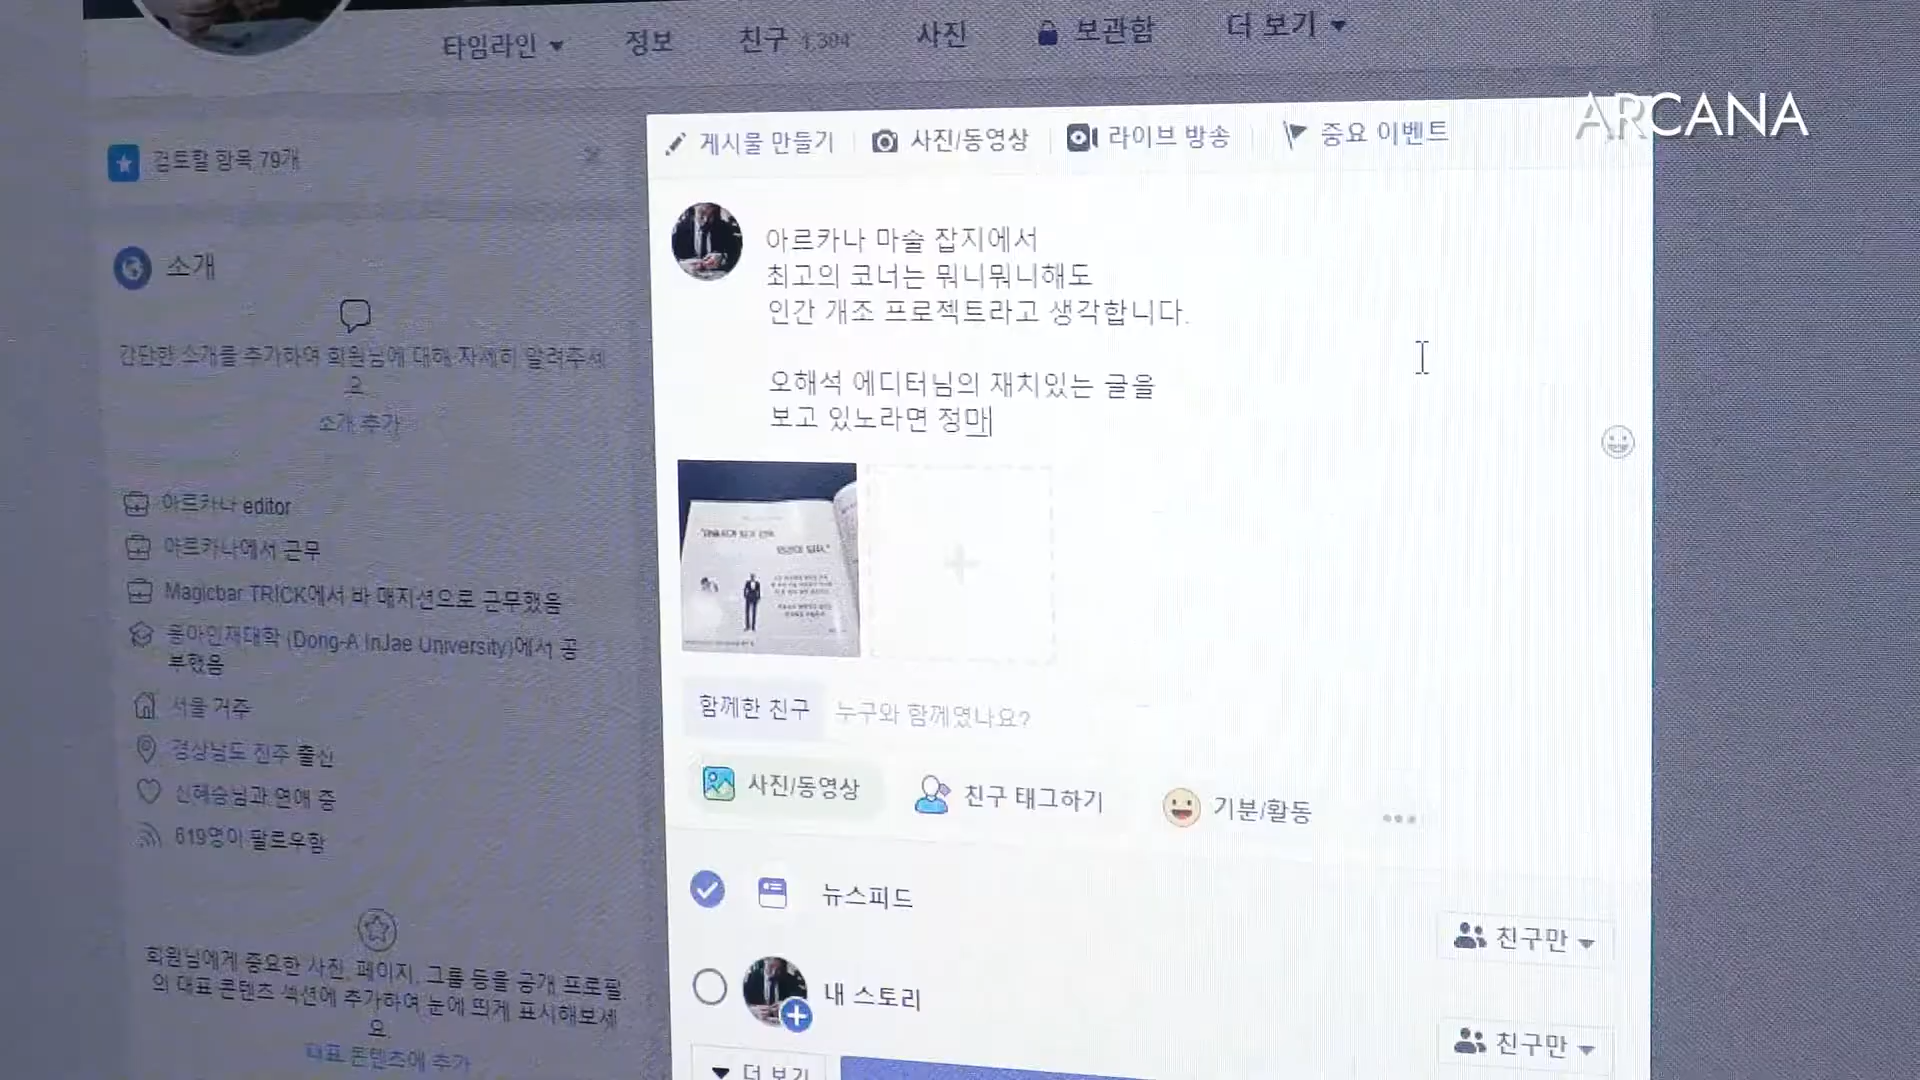 타임라인
정보
친구 1,304
사진
보관함
더 보기
ARCANA
검토할 항목 79개
게시물 만들기
사진/동영상
라이브 방송
중요 이벤트
소개
간단한 소개를 추가하여 회원님에 대해 자세히 알려주세
요.
소개 추가
아르카나 마술 잡지에서
최고의 코너는 뭐니뭐니해도
인간 개조 프로젝트라고 생각합니다.
오해석 에디터님의 재치있는 글을
보고 있노라면 정마
아르카나 editor
아르카나에서 근무
Magicbar TRICK에서 바 매지션으로 근무했음
동아인재대학 (Dong-A InJae University)에서 공
부했음
서울 거주
경상남도 진주 출신
신혜승님과 연애 중
619명이 팔로우함
함께한 친구
누구와 함께였나요?
사진/동영상
친구 태그하기
기분/활동
뉴스피드
친구만
내 스토리
친구만
더 보기
회원님에게 중요한 사진, 페이지, 그룹 등을 공개 프로필
의 대표 콘텐츠 섹션에 추가하여 눈에 띄게 표시해보세
요.
대표 콘텐츠에 추가